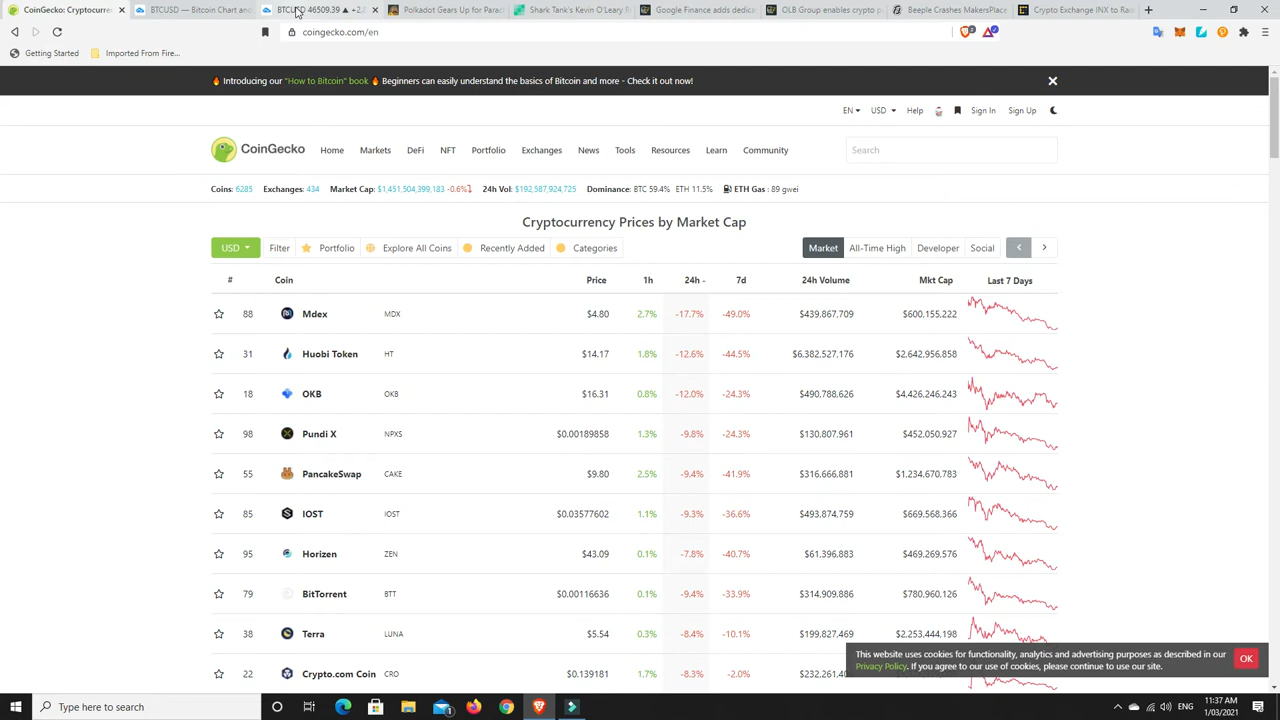 CoinGecko: Cryptocurrenc
BTCUSD — Bitcoin Chart and
BTCUSD 46509.39 ▲ +2.
Polkadot Gears Up for Parac
Shark Tank's Kevin O'Leary R
Google Finance adds dedic
OLB Group enables crypto p
Beeple Crashes MakersPlace
Crypto Exchange INX to Rai
coingecko.com/en
Getting Started
Imported From Fire...
Introducing our "How to Bitcoin" book Beginners can easily understand the basics of Bitcoin and more - Check it out now!
EN USD Help Sign In Sign Up
CoinGecko Home Markets DeFi NFT Portfolio Exchanges News Tools Resources Learn Community Search
Coins: 6285 Exchanges: 434 Market Cap: $1,451,504,399,183 -0.6% 24h Vol: $192,587,924,725 Dominance: BTC 59.4% ETH 11.5% ETH Gas : 89 gwei
Cryptocurrency Prices by Market Cap
USD Filter Portfolio Explore All Coins Recently Added Categories Market All-Time High Developer Social
# Coin Price 1h 24h 7d 24h Volume Mkt Cap Last 7 Days
88 Mdex MDX $4.80 2.7% -17.7% -49.0% $439,867,709 $600,155,222
31 Huobi Token HT $14.17 1.8% -12.6% -44.5% $6,382,527,176 $2,642,956,858
18 OKB OKB $16.31 0.8% -12.0% -24.3% $490,788,626 $4,426,246,243
98 Pundi X NPXS $0.00189858 1.3% -9.8% -24.3% $130,807,961 $452,050,927
55 PancakeSwap CAKE $9.80 2.5% -9.4% -41.9% $316,666,881 $1,234,670,783
85 IOST IOST $0.03577602 1.1% -9.3% -36.6% $493,874,759 $669,568,366
95 Horizen ZEN $43.09 0.1% -7.8% -40.7% $61,396,883 $469,269,576
79 BitTorrent BTT $0.00116636 0.1% -9.4% -33.9% $314,909,886 $780,960,126
38 Terra LUNA $5.54 0.3% -8.4% -10.1% $199,827,469 $2,253,444,198
22 Crypto.com Coin CRO $0.139181 1.7% -8.3% -2.0% $232,261,40
This website uses cookies for functionality, analytics and advertising purposes as described in our
Privacy Policy. If you agree to our use of cookies, please continue to use our site.
OK
Type here to search
ENG
11:37 AM
1/03/2021